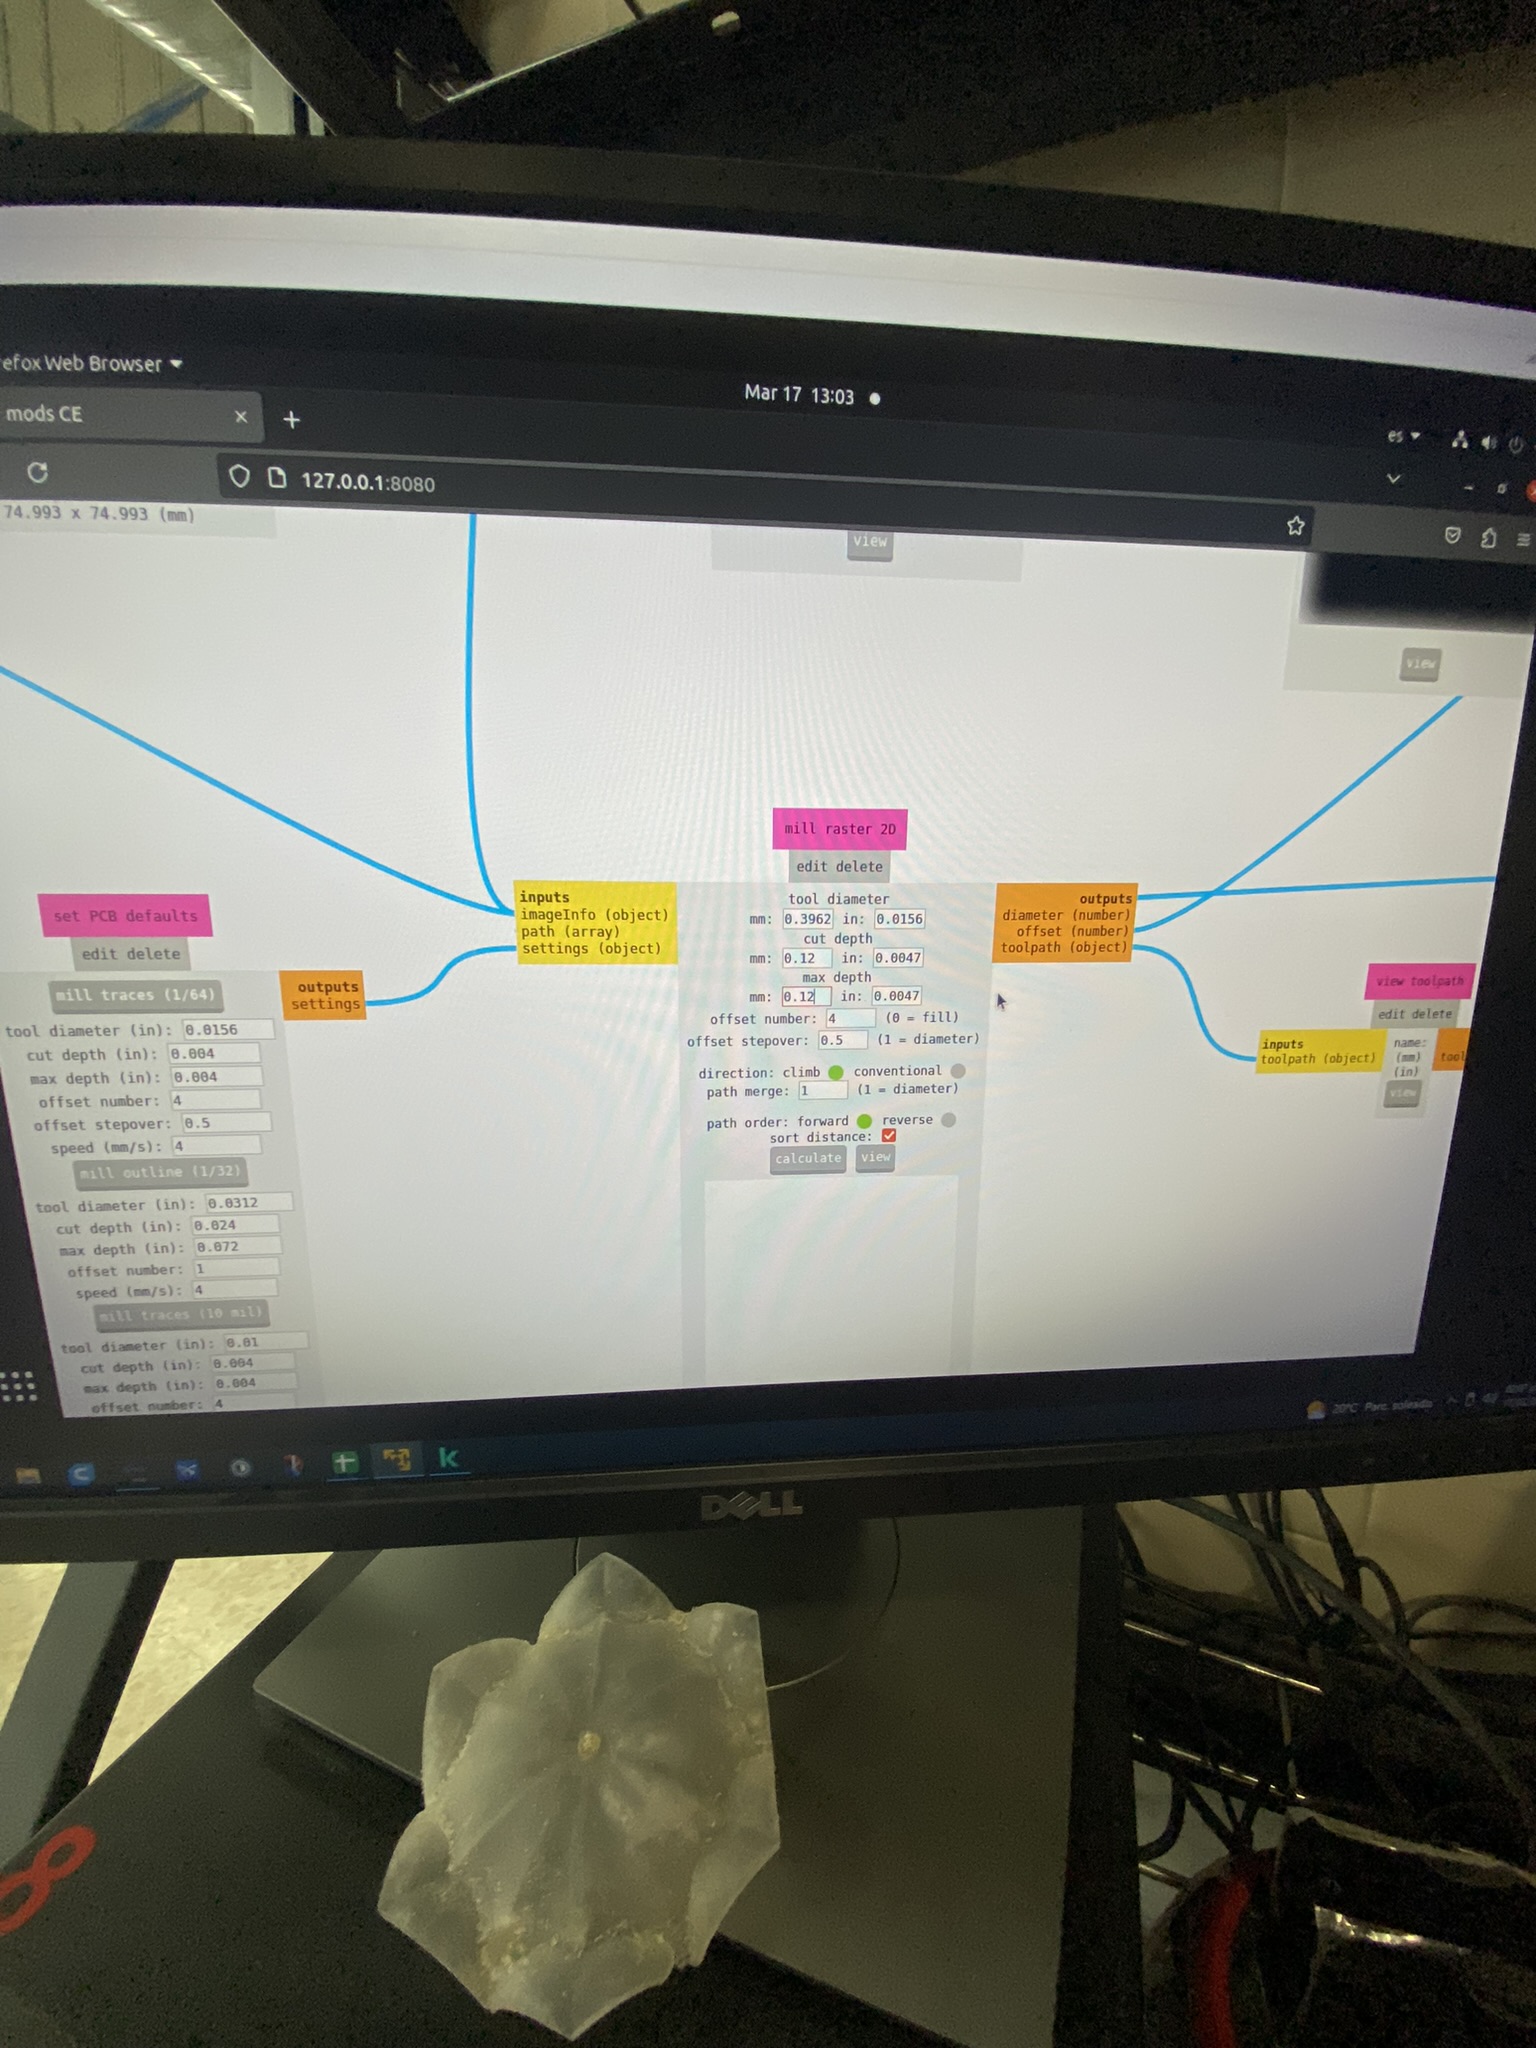 efox Web Browser
Mar 17 13:03
mods CE
es
127.0.0.1:8080
74.993 x 74.993 (mm)
view
view
mill raster 2D
edit delete
inputs
imageInfo (object)
path (array)
settings (object)
tool diameter
mm: 0.3962 in: 0.0156
cut depth
mm: 0.12 in: 0.0047
max depth
mm: 0.12 in: 0.0047
offset number: 4 (0 = fill)
offset stepover: 0.5 (1 = diameter)
direction: climb conventional
path merge: 1 (1 = diameter)
path order: forward reverse
sort distance:
calculate view
outputs
diameter (number)
offset (number)
toolpath (object)
set PCB defaults
edit delete
mill traces (1/64)
tool diameter (in): 0.0156
cut depth (in): 0.004
max depth (in): 0.004
offset number: 4
offset stepover: 0.5
speed (mm/s): 4
mill outline (1/32)
tool diameter (in): 0.0312
cut depth (in): 0.024
max depth (in): 0.072
offset number: 1
speed (mm/s): 4
mill traces (10 mil)
tool diameter (in): 0.01
cut depth (in): 0.004
max depth (in): 0.004
offset number: 4
outputs
settings
view toolpath
edit delete
inputs
toolpath (object)
name:
(mm)
(in)
view
tool
20°C Parc. soleado
DELL
8